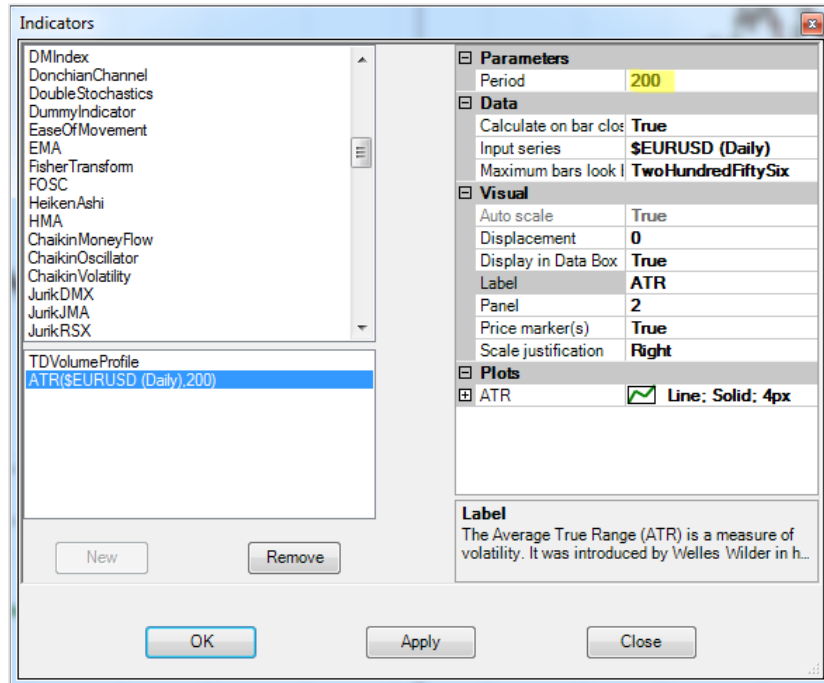 Indicators
DMIndex
DonchianChannel
DoubleStochastics
DummyIndicator
EaseOfMovement
EMA
FisherTransform
FOSC
HeikenAshi
HMA
ChaikinMoneyFlow
ChaikinOscillator
ChaikinVolatility
JurikDMX
JurikJMA
JurikRSX
TDVolumeProfile
ATR($EURUSD (Daily),200)
New
Remove
Parameters
Period 200
Data
Calculate on bar clos True
Input series $EURUSD (Daily)
Maximum bars look l TwoHundredFiftySix
Visual
Auto scale True
Displacement 0
Display in Data Box True
Label ATR
Panel 2
Price marker(s) True
Scale justification Right
Plots
ATR Line; Solid; 4px
Label
The Average True Range (ATR) is a measure of
volatility. It was introduced by Welles Wilder in h...
OK
Apply
Close